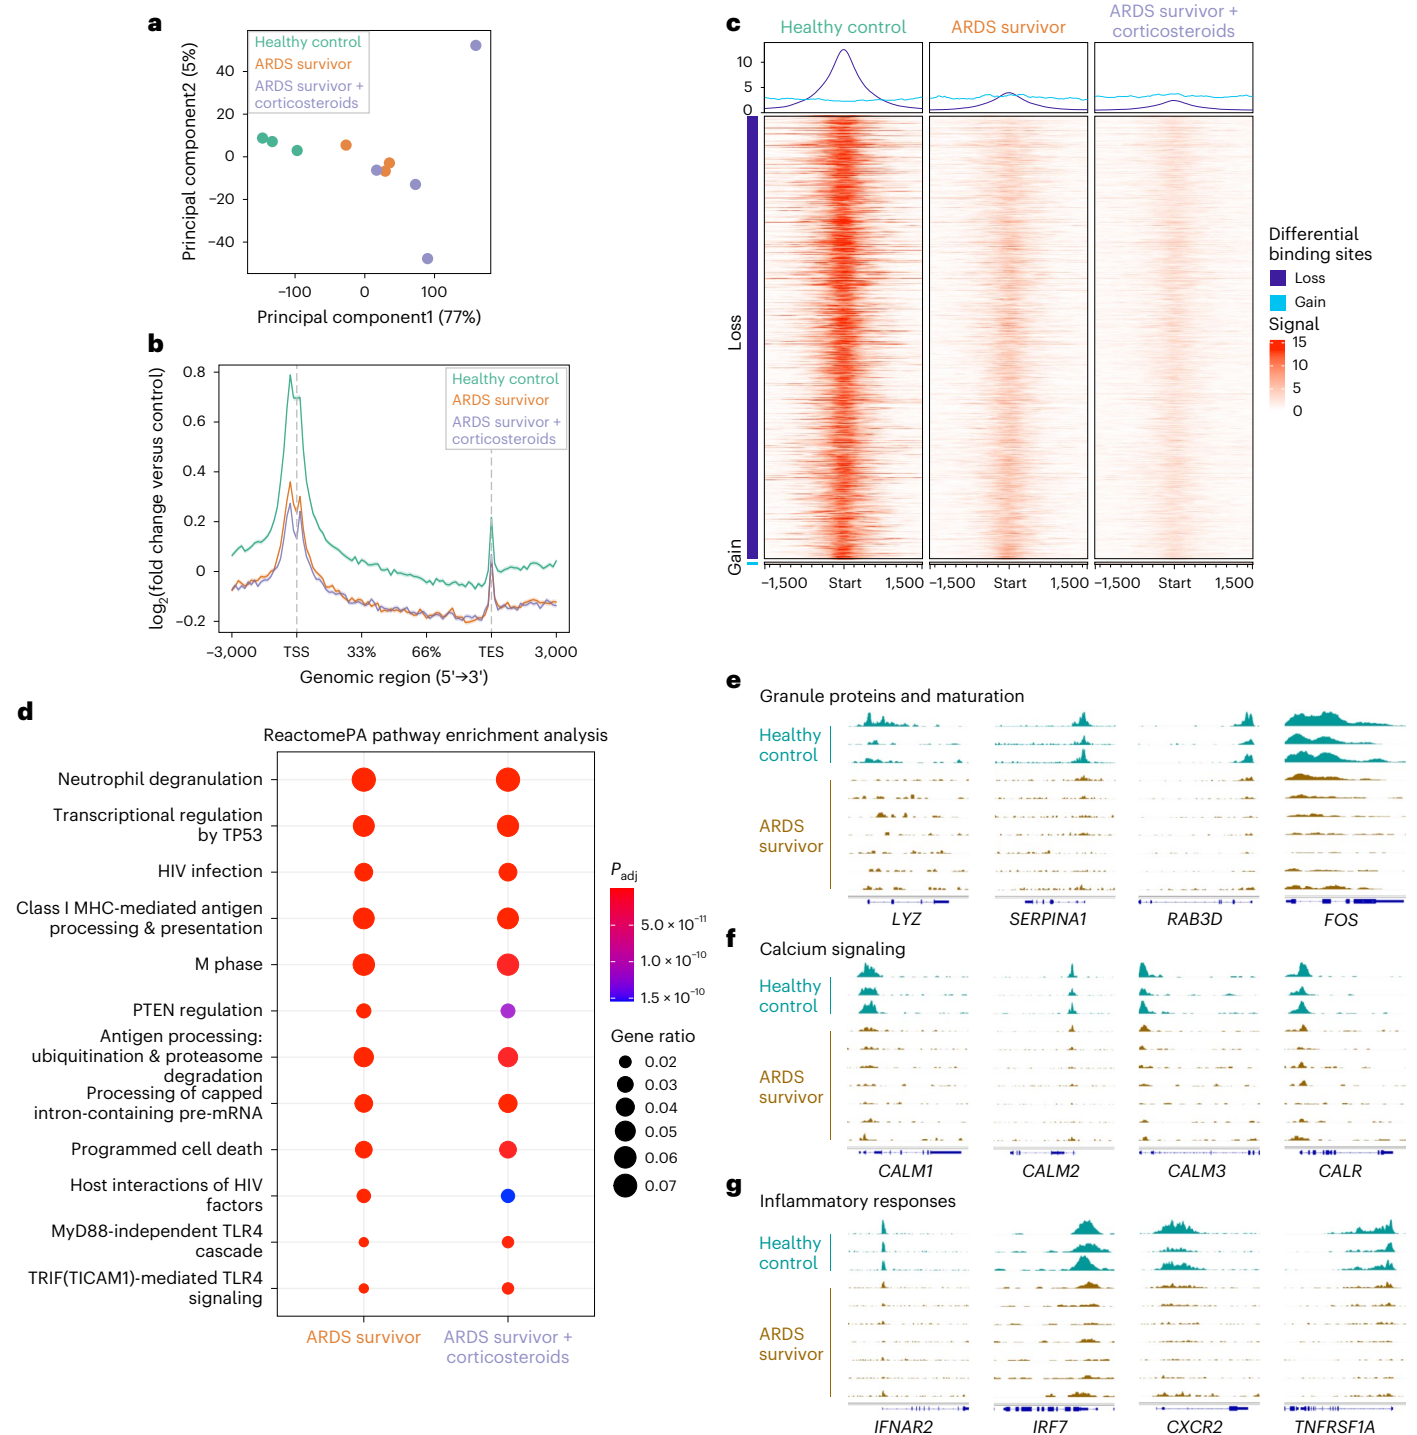 a
Healthy control
ARDS survivor
ARDS survivor +
corticosteroids
40
20
0
−20
−40
Principal component2 (5%)
−100
0
100
Principal component1 (77%)
b
Healthy control
ARDS survivor
ARDS survivor +
corticosteroids
0.8
0.6
0.4
0.2
0
−0.2
log2(fold change versus control)
−3,000
TSS
33%
66%
TES
3,000
Genomic region (5'→3')
c
Healthy control
ARDS survivor
ARDS survivor +
corticosteroids
10
5
0
Loss
Gain
−1,500
Start
1,500
−1,500
Start
1,500
−1,500
Start
1,500
Differential
binding sites
Loss
Gain
Signal
15
10
5
0
d
ReactomePA pathway enrichment analysis
Neutrophil degranulation
Transcriptional regulation
by TP53
HIV infection
Class I MHC-mediated antigen
processing & presentation
M phase
PTEN regulation
Antigen processing:
ubiquitination & proteasome
degradation
Processing of capped
intron-containing pre-mRNA
Programmed cell death
Host interactions of HIV
factors
MyD88-independent TLR4
cascade
TRIF(TICAM1)-mediated TLR4
signaling
ARDS survivor
ARDS survivor +
corticosteroids
Padj
5.0 × 10⁻¹¹
1.0 × 10⁻¹⁰
1.5 × 10⁻¹⁰
Gene ratio
0.02
0.03
0.04
0.05
0.06
0.07
e
Granule proteins and maturation
Healthy
control
ARDS
survivor
LYZ
SERPINA1
RAB3D
FOS
f
Calcium signaling
Healthy
control
ARDS
survivor
CALM1
CALM2
CALM3
CALR
g
Inflammatory responses
Healthy
control
ARDS
survivor
IFNAR2
IRF7
CXCR2
TNFRSF1A